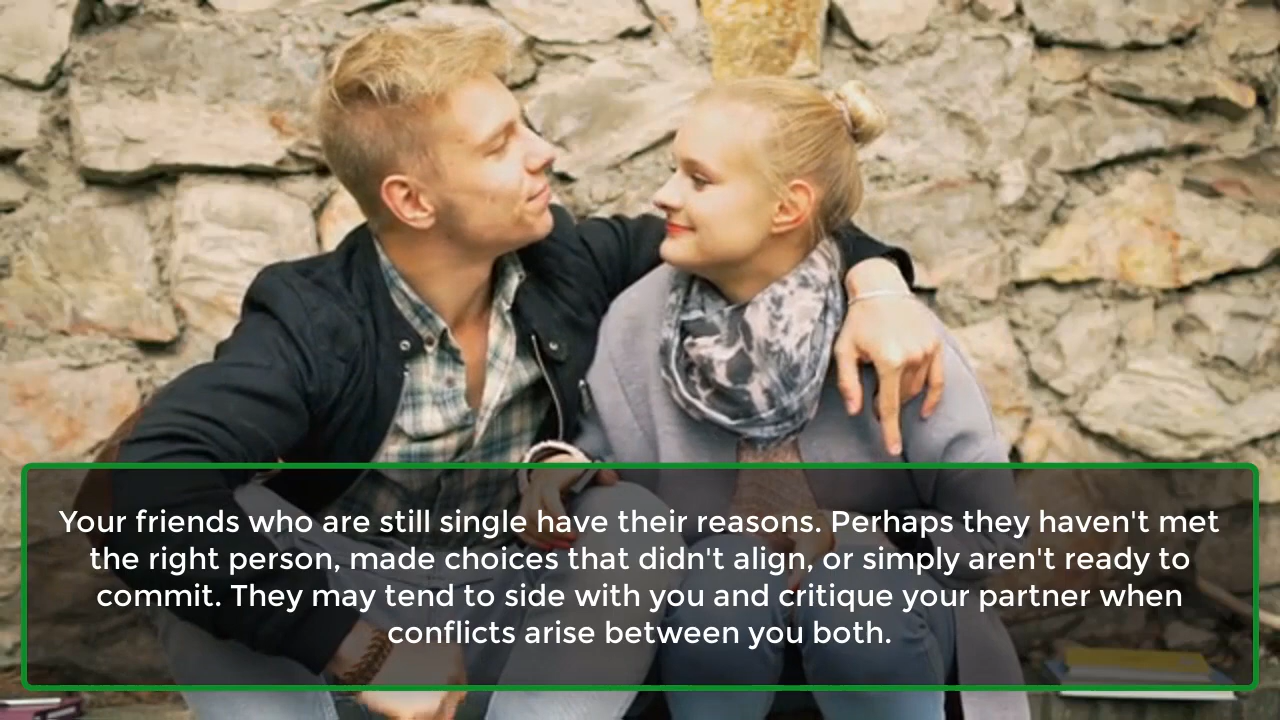 Your friends who are still single have their reasons. Perhaps they haven't met
the right person, made choices that didn't align, or simply aren't ready to
commit. They may tend to side with you and critique your partner when
conflicts arise between you both.